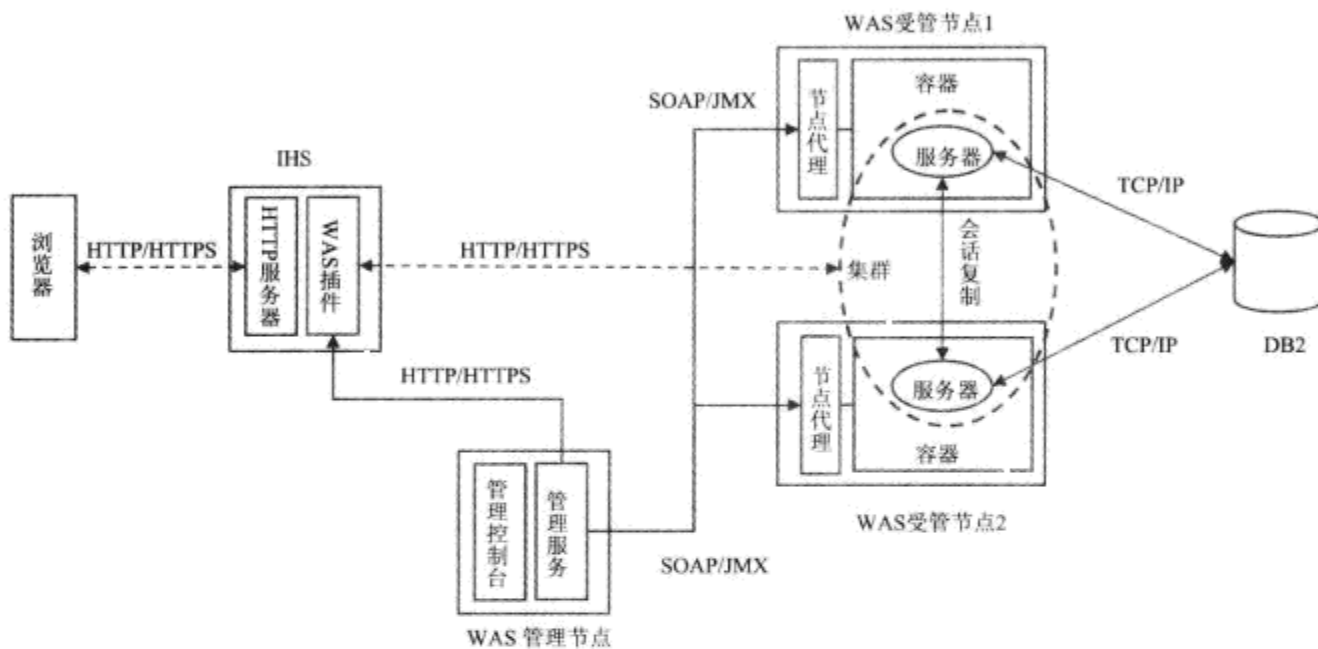 WAS受管节点1
容器
节点代理
服务器
SOAP/JMX
IHS
HTTP服务器
WAS插件
浏览器
HTTP/HTTPS
HTTP/HTTPS
集群
会话复制
TCP/IP
TCP/IP
DB2
节点代理
服务器
容器
WAS受管节点2
HTTP/HTTPS
管理控制台
管理服务
SOAP/JMX
WAS 管理节点